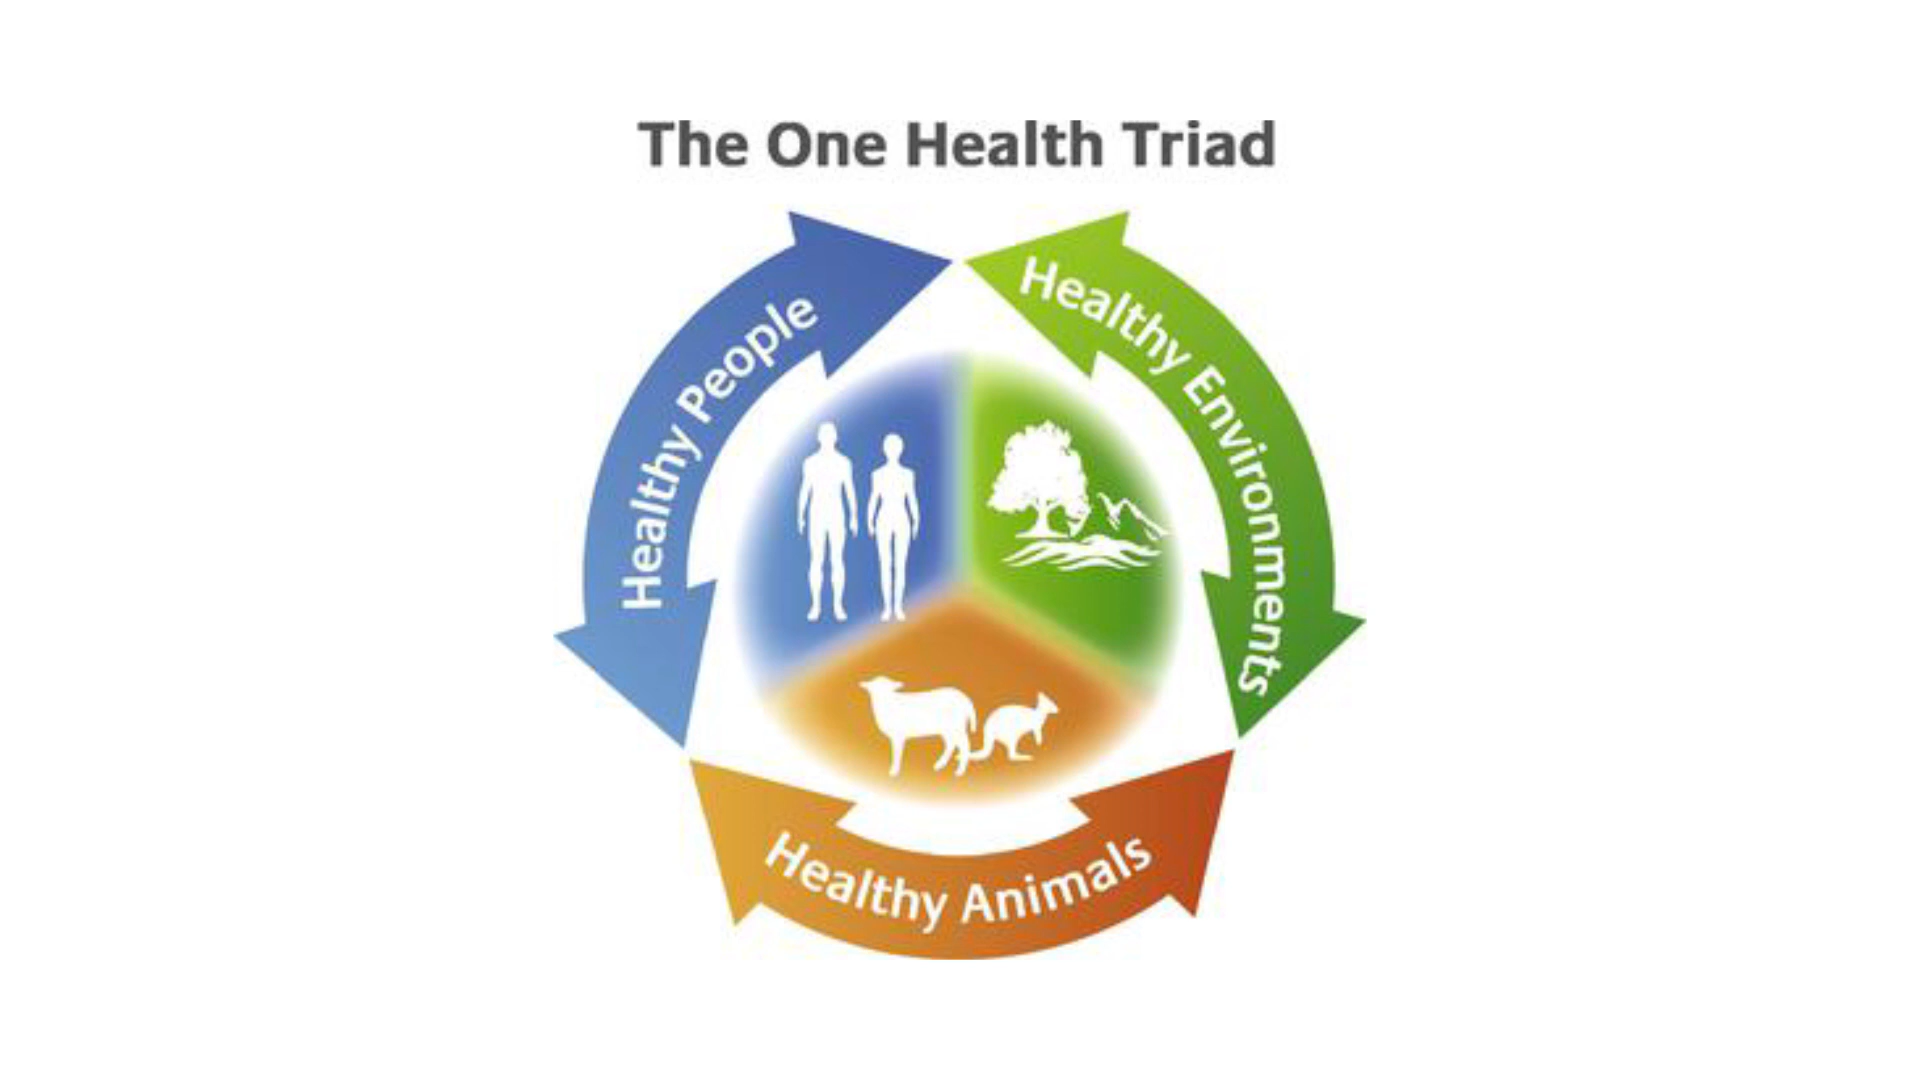 The One Health Triad
Healthy People
Healthy Environments
Healthy Animals